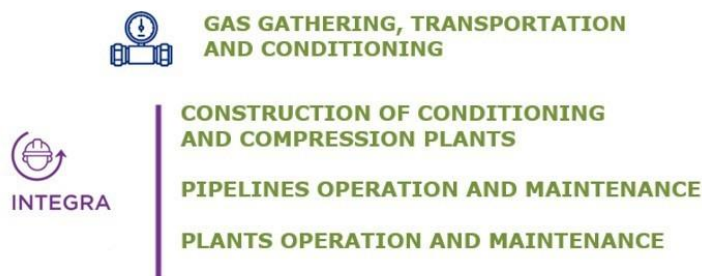 GAS GATHERING, TRANSPORTATION
AND CONDITIONING
CONSTRUCTION OF CONDITIONING
AND COMPRESSION PLANTS
INTEGRA
PIPELINES OPERATION AND MAINTENANCE
PLANTS OPERATION AND MAINTENANCE